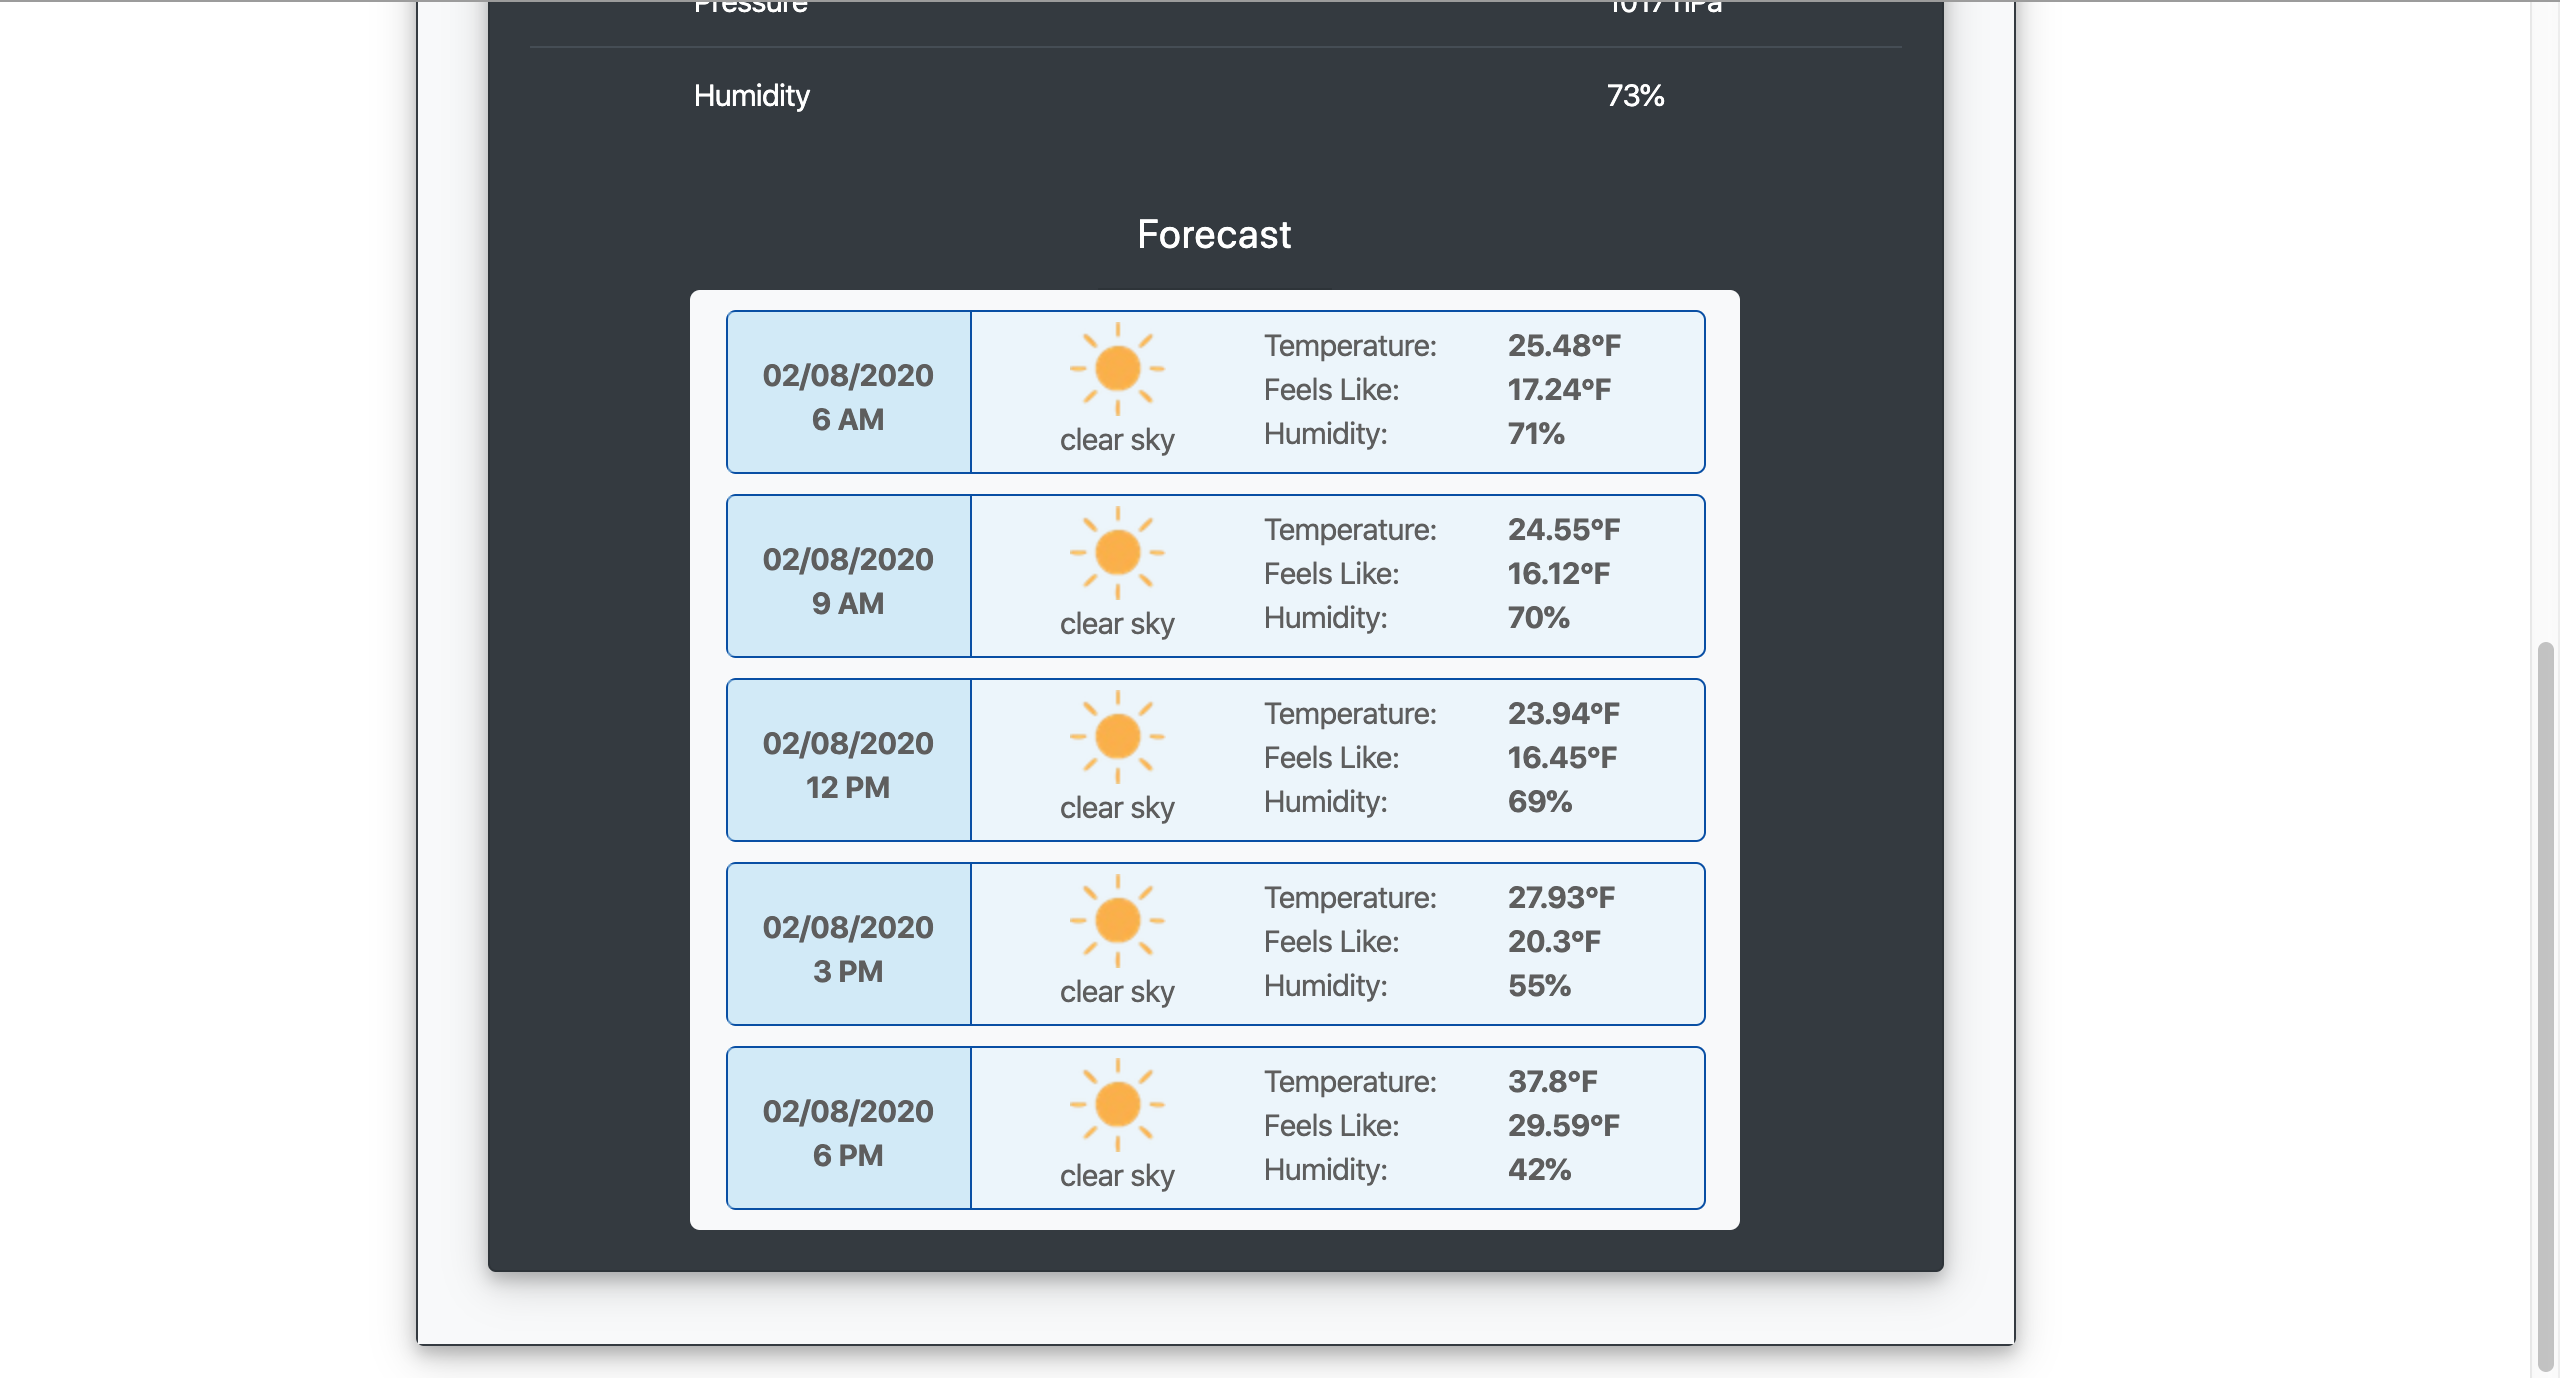 Pressure 1017 hPa
Humidity 73%
Forecast
02/08/2020
6 AM
clear sky
Temperature: 25.48°F
Feels Like: 17.24°F
Humidity: 71%
02/08/2020
9 AM
clear sky
Temperature: 24.55°F
Feels Like: 16.12°F
Humidity: 70%
02/08/2020
12 PM
clear sky
Temperature: 23.94°F
Feels Like: 16.45°F
Humidity: 69%
02/08/2020
3 PM
clear sky
Temperature: 27.93°F
Feels Like: 20.3°F
Humidity: 55%
02/08/2020
6 PM
clear sky
Temperature: 37.8°F
Feels Like: 29.59°F
Humidity: 42%